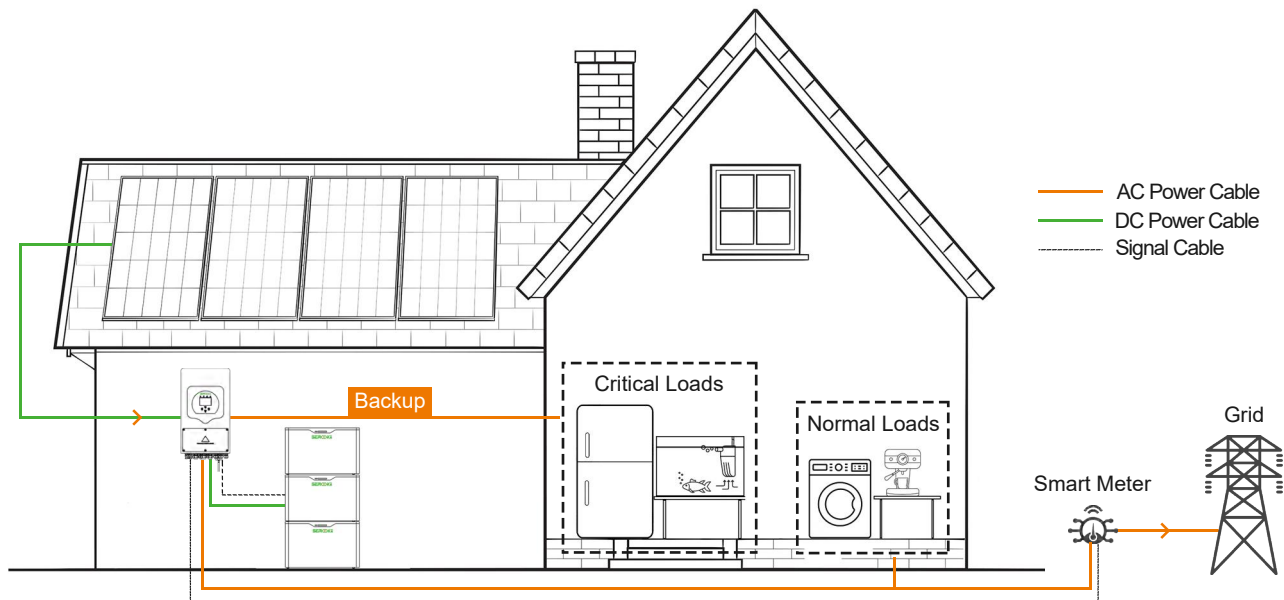 AC Power Cable
DC Power Cable
Signal Cable
Critical Loads
Backup
Normal Loads
Grid
Smart Meter